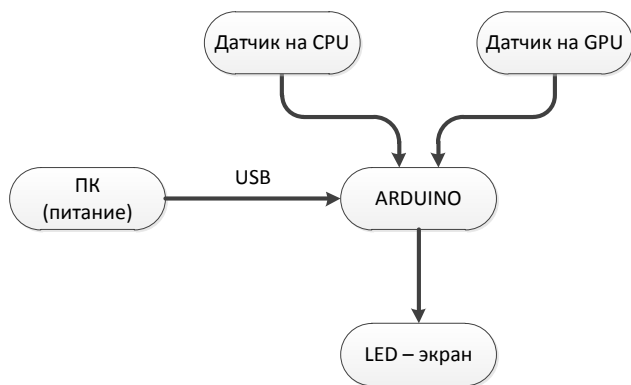 Датчик на CPU
Датчик на GPU
ПК
(питание)
USB
ARDUINO
LED – экран